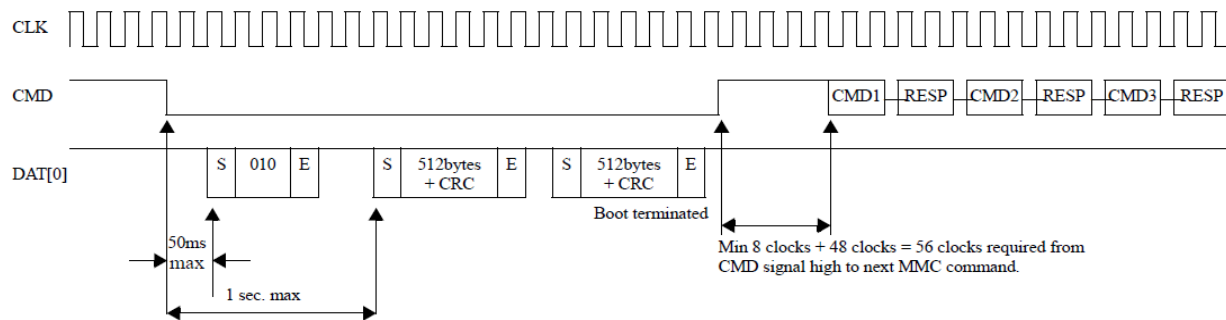 CLK
CMD
CMD1 RESP CMD2 RESP CMD3 RESP
DAT[0]
S 010 E S 512bytes + CRC E S 512bytes + CRC E
Boot terminated
50ms
max
1 sec. max
Min 8 clocks + 48 clocks = 56 clocks required from
CMD signal high to next MMC command.